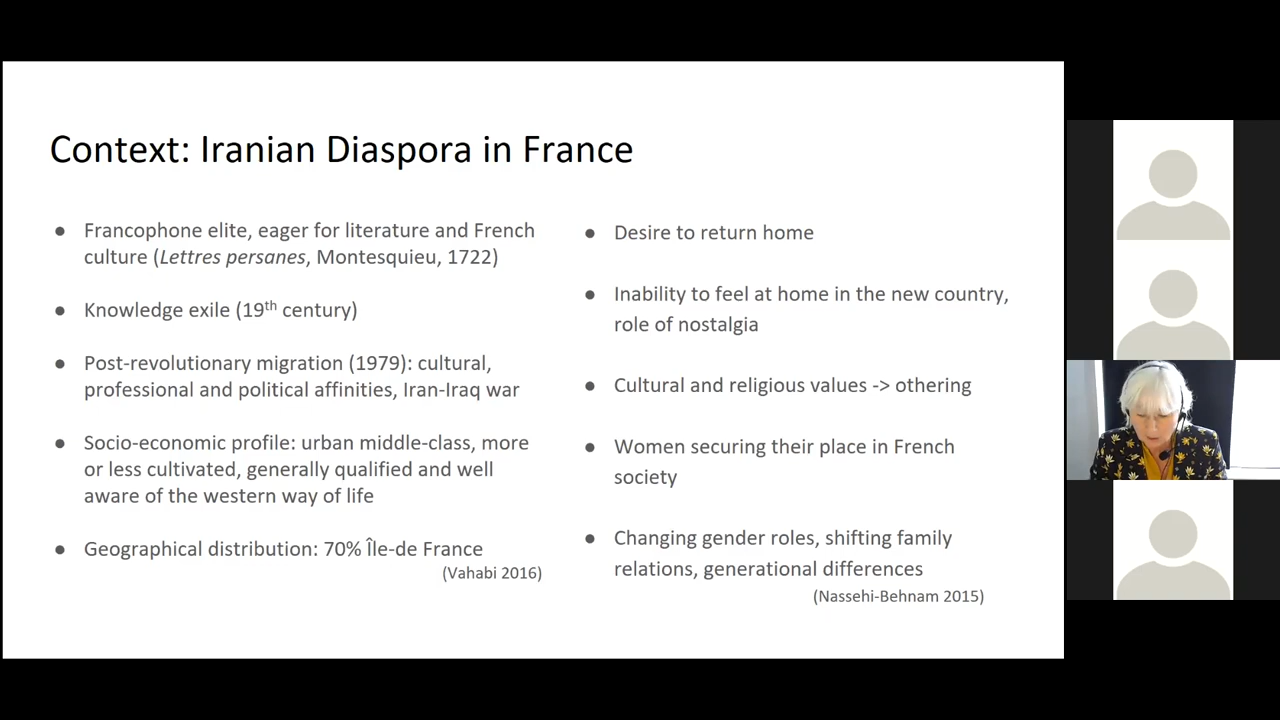 Context: Iranian Diaspora in France
● Francophone elite, eager for literature and French
culture (Lettres persanes, Montesquieu, 1722)
● Knowledge exile (19th century)
● Post-revolutionary migration (1979): cultural,
professional and political affinities, Iran-Iraq war
● Socio-economic profile: urban middle-class, more
or less cultivated, generally qualified and well
aware of the western way of life
● Geographical distribution: 70% Île-de France
(Vahabi 2016)
● Desire to return home
● Inability to feel at home in the new country,
role of nostalgia
● Cultural and religious values -> othering
● Women securing their place in French
society
● Changing gender roles, shifting family
relations, generational differences
(Nassehi-Behnam 2015)